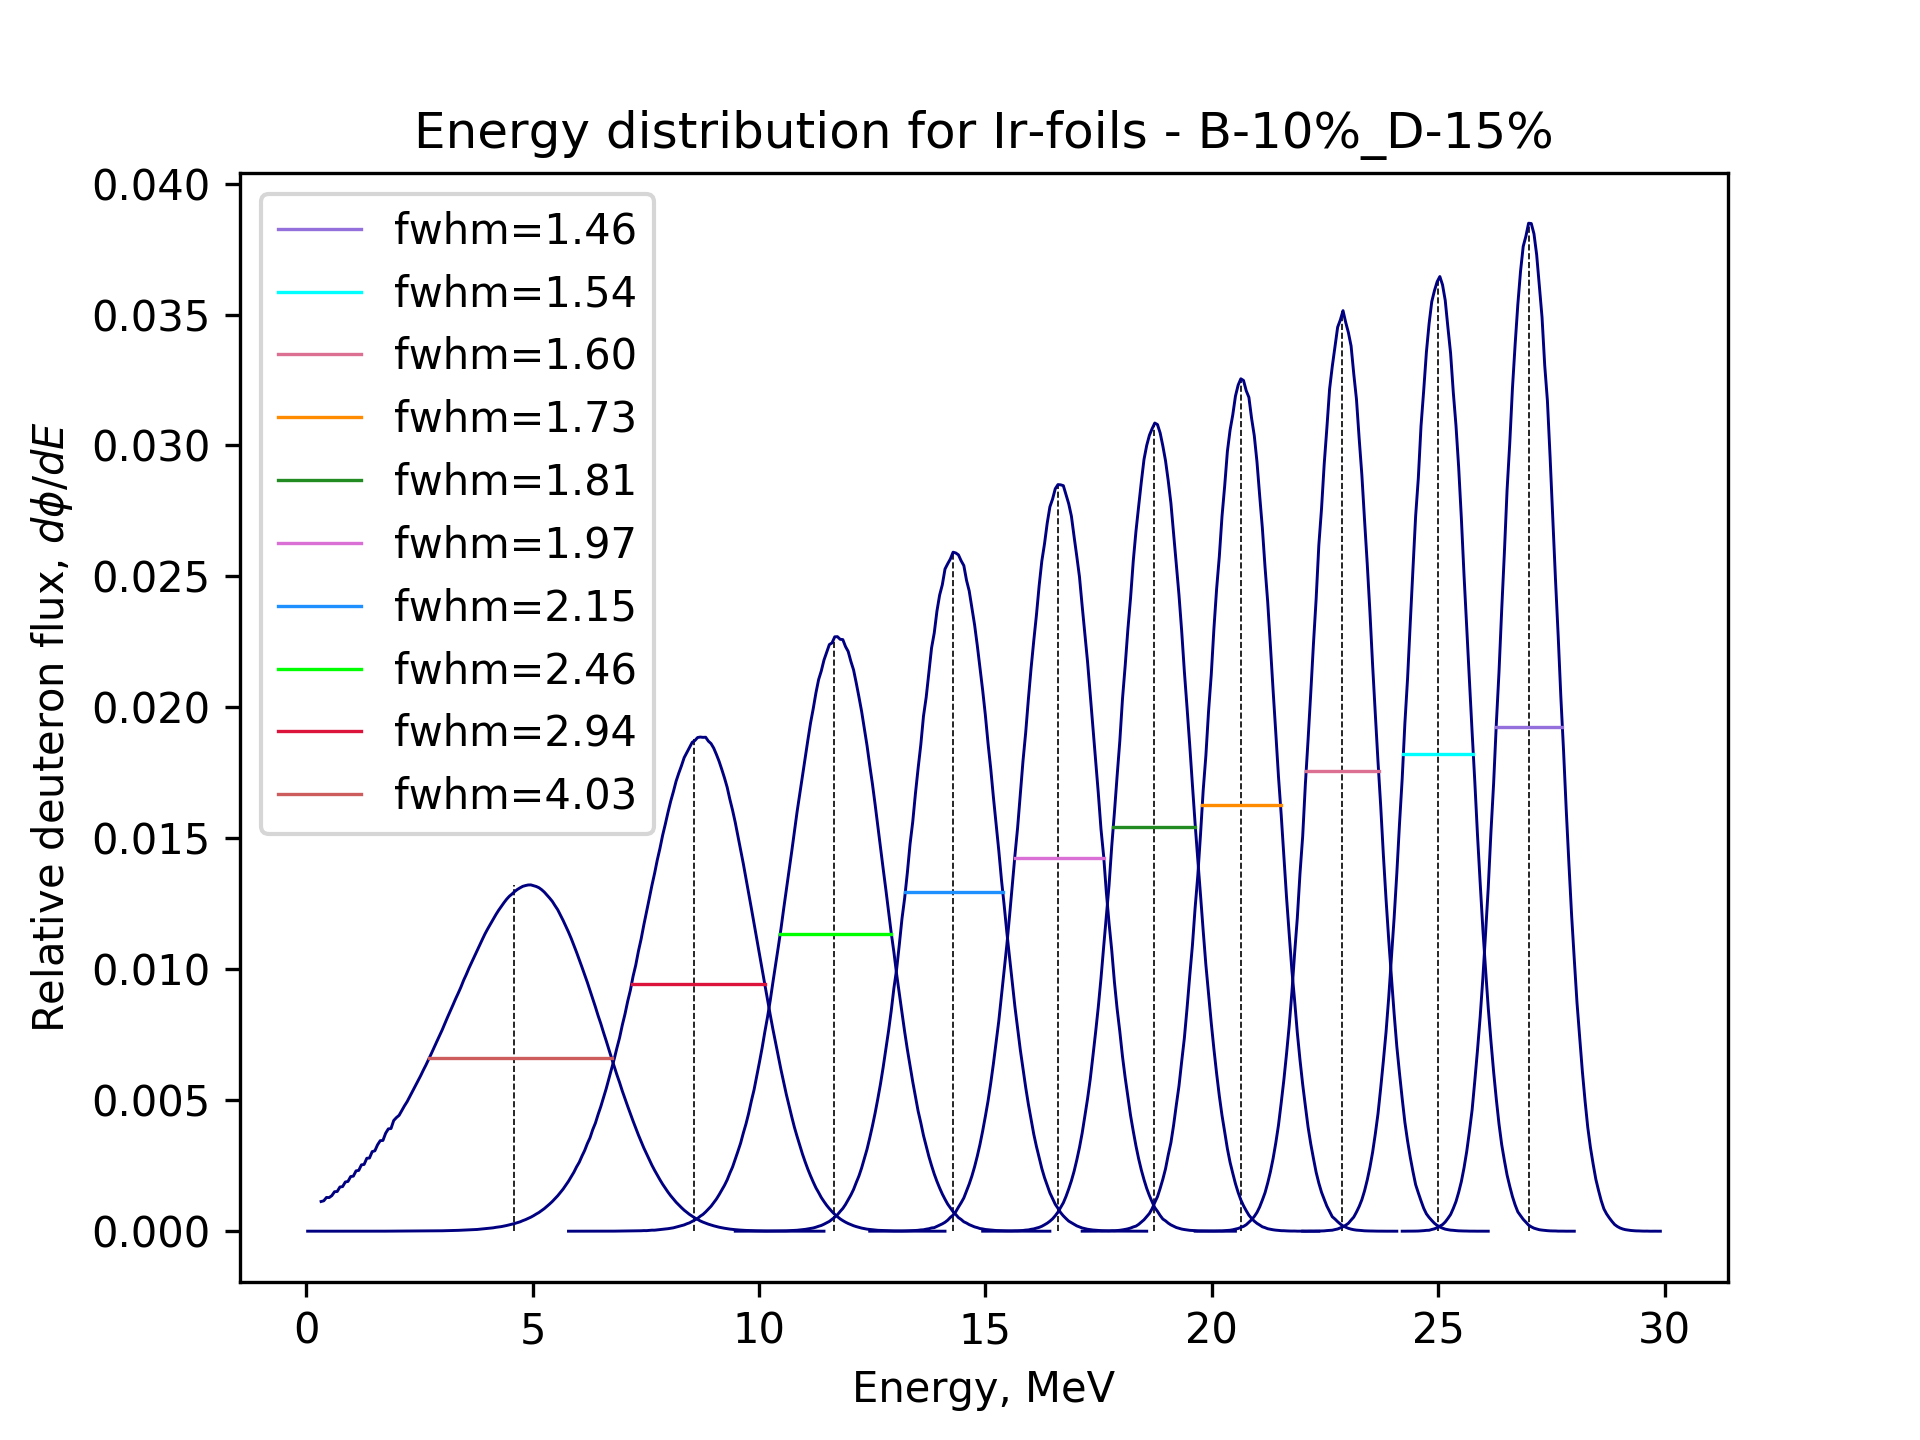 Energy distribution for Ir-foils - B-10%_D-15%
0.040
0.035
0.030
0.025
0.020
0.015
0.010
0.005
0.000
Relative deuteron flux, dϕ/dE
fwhm=1.46
fwhm=1.54
fwhm=1.60
fwhm=1.73
fwhm=1.81
fwhm=1.97
fwhm=2.15
fwhm=2.46
fwhm=2.94
fwhm=4.03
0 5 10 15 20 25 30
Energy, MeV